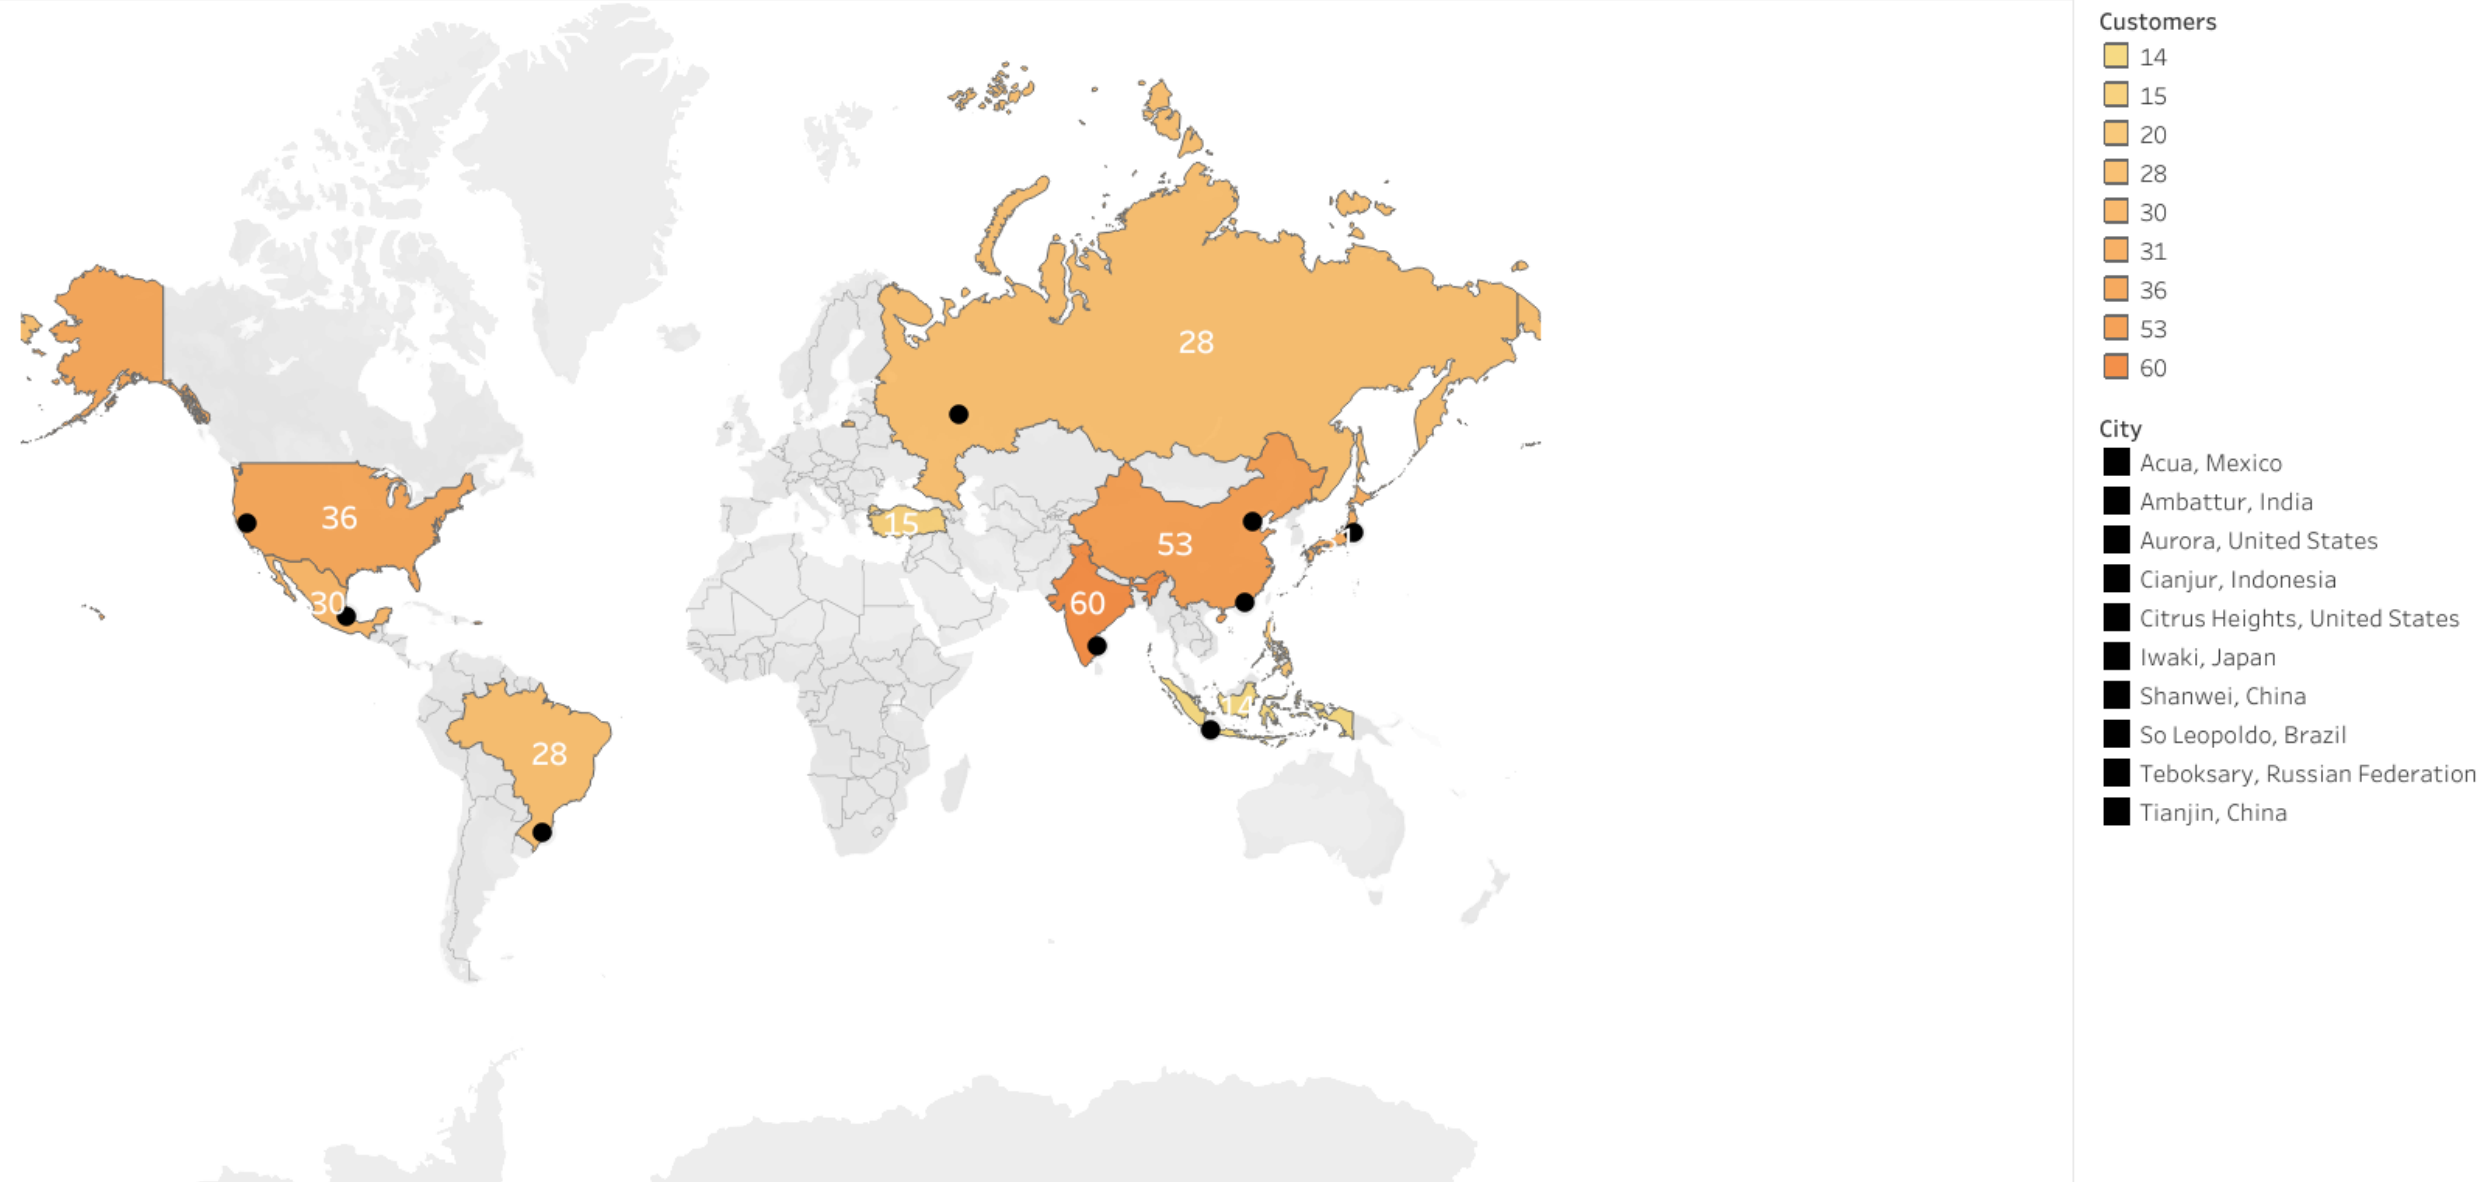 28
36
15
53
30
60
14
28
Customers
14
15
20
28
30
31
36
53
60
City
Acua, Mexico
Ambattur, India
Aurora, United States
Cianjur, Indonesia
Citrus Heights, United States
Iwaki, Japan
Shanwei, China
So Leopoldo, Brazil
Teboksary, Russian Federation
Tianjin, China